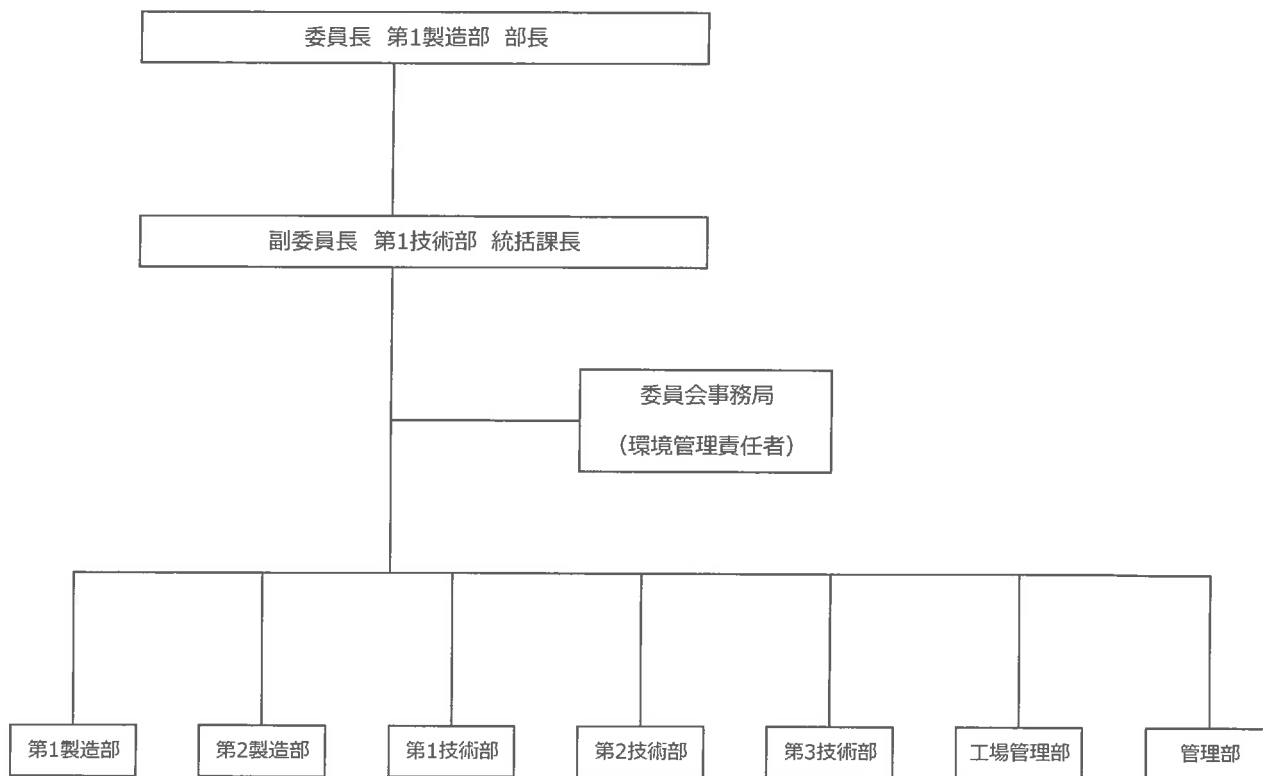 委員長 第1製造部 部長
副委員長 第1技術部 統括課長
委員会事務局
（環境管理責任者）
第1製造部
第2製造部
第1技術部
第2技術部
第3技術部
工場管理部
管理部